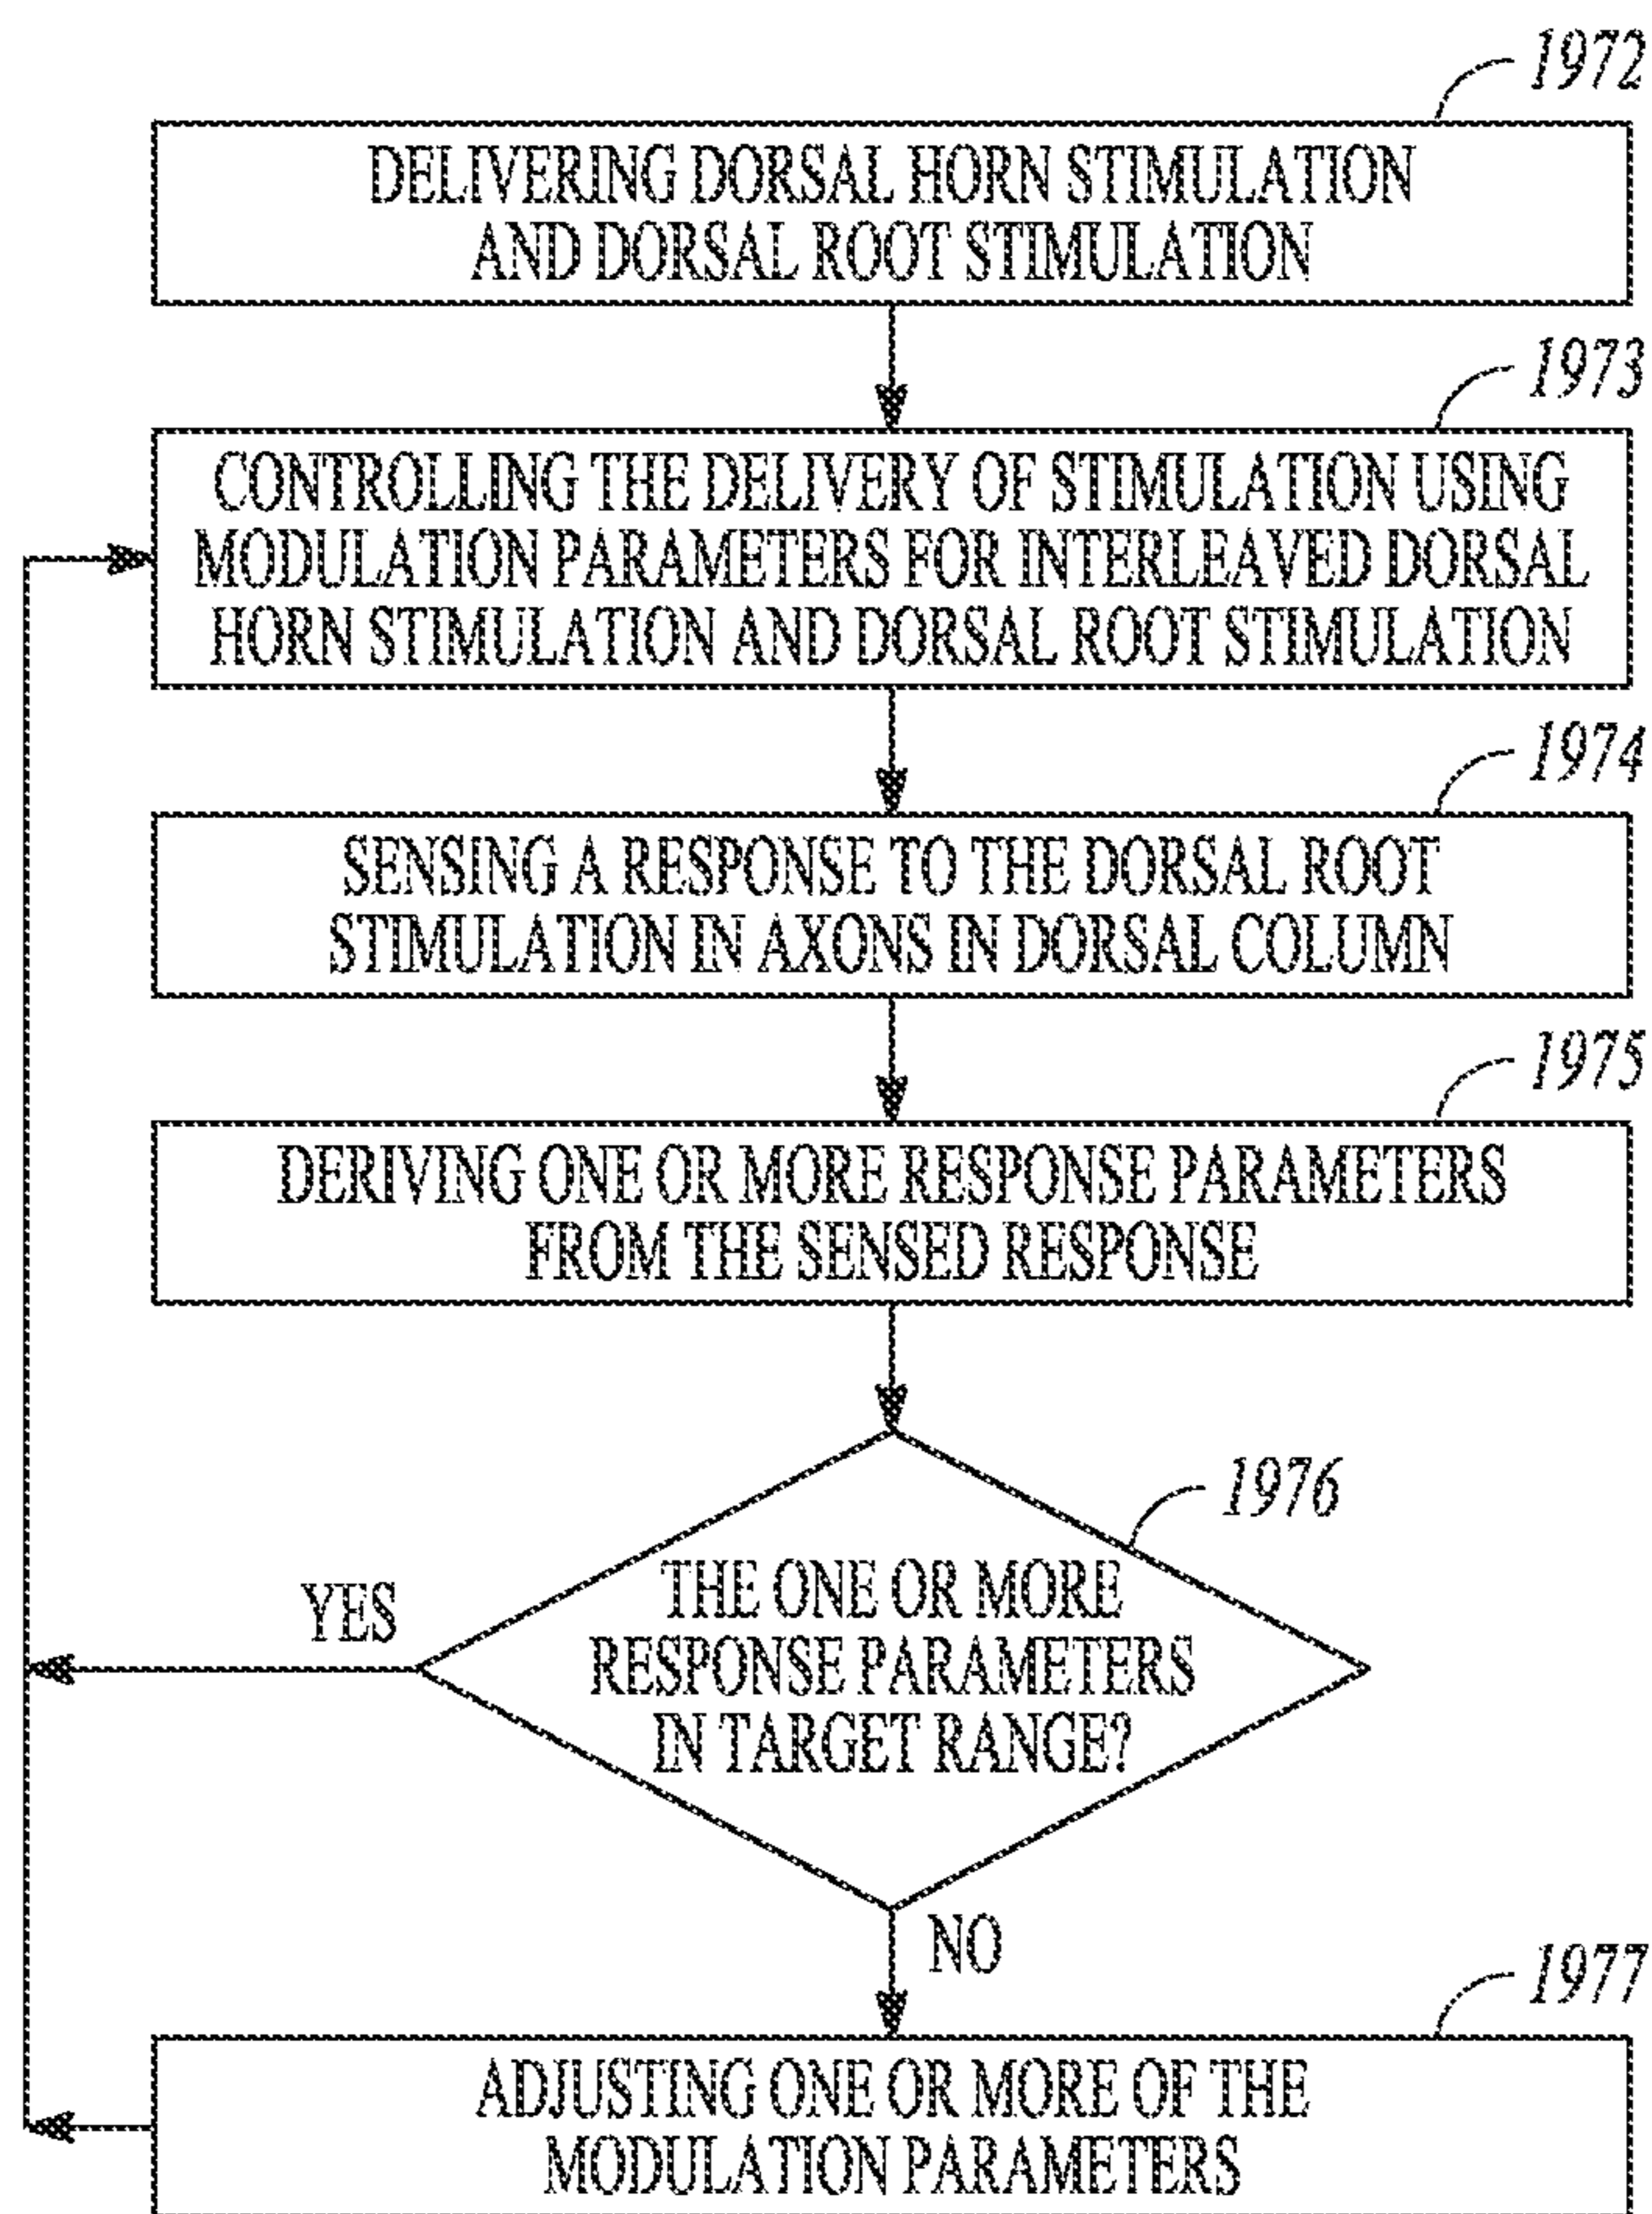 1972
DELIVERING DORSAL HORN STIMULATION
AND DORSAL ROOT STIMULATION
1973
CONTROLLING THE DELIVERY OF STIMULATION USING
MODULATION PARAMETERS FOR INTERLEAVED DORSAL
HORN STIMULATION AND DORSAL ROOT STIMULATION
1974
SENSING A RESPONSE TO THE DORSAL ROOT
STIMULATION IN AXONS IN DORSAL COLUMN
1975
DERIVING ONE OR MORE RESPONSE PARAMETERS
FROM THE SENSED RESPONSE
1976
THE ONE OR MORE
RESPONSE PARAMETERS
IN TARGET RANGE?
YES
NO
1977
ADJUSTING ONE OR MORE OF THE
MODULATION PARAMETERS